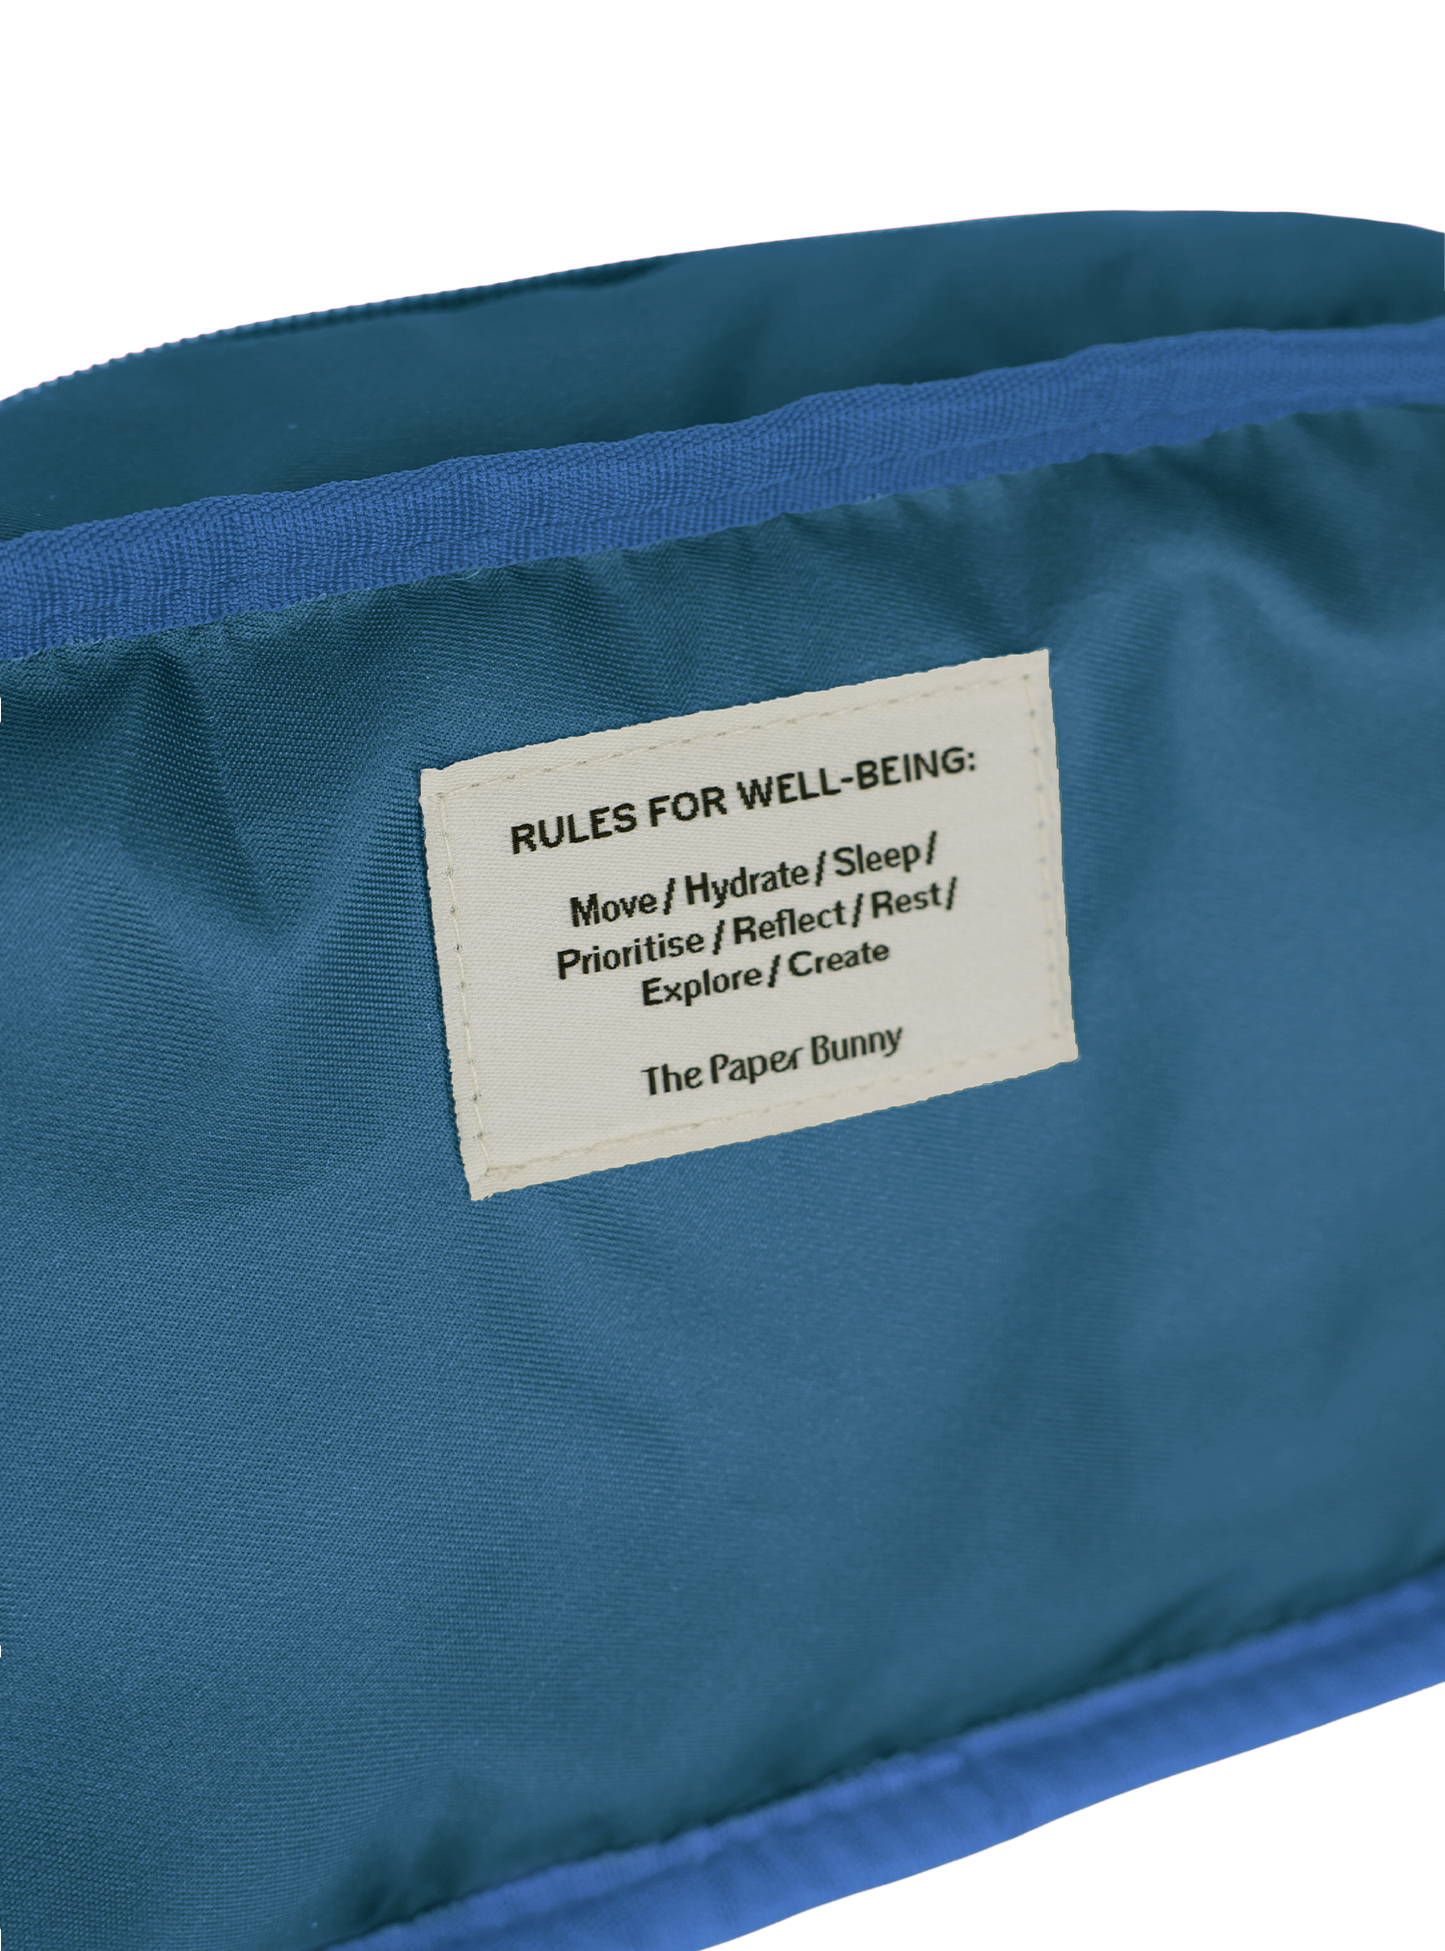 RULES FOR WELL-BEING:
Move / Hydrate / Sleep /
Prioritise / Reflect / Rest /
Explore / Create
The Paper Bunny